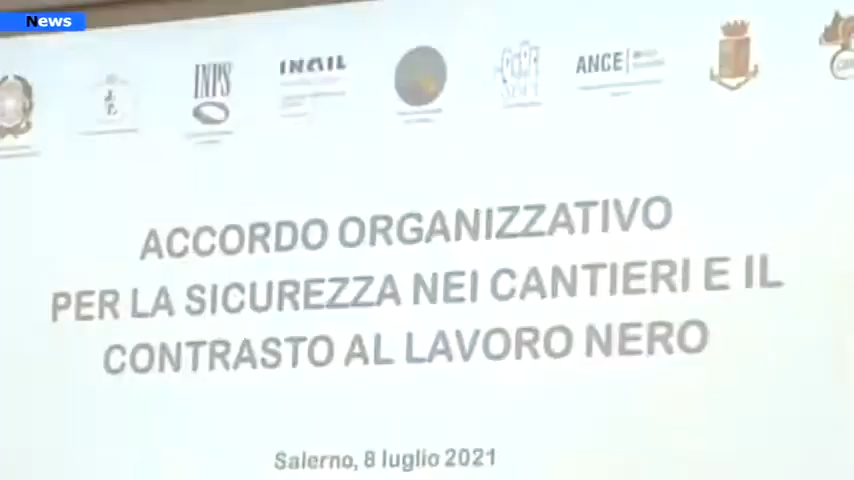 News
INPS
INAIL
ANCE
ACCORDO ORGANIZZATIVO
PER LA SICUREZZA NEI CANTIERI E IL
CONTRASTO AL LAVORO NERO
Salerno, 8 luglio 2021